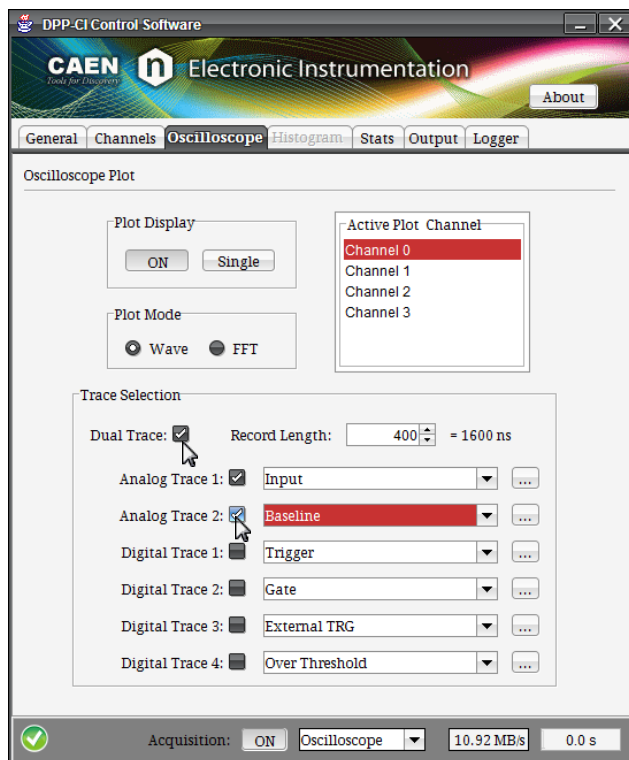 DPP-CI Control Software
CAEN
Tools for Discovery
n Electronic Instrumentation
About
General Channels Oscilloscope Histogram Stats Output Logger
Oscilloscope Plot
Plot Display
ON Single
Active Plot Channel
Channel 0
Channel 1
Channel 2
Channel 3
Plot Mode
Wave FFT
Trace Selection
Dual Trace: Record Length: 400 = 1600 ns
Analog Trace 1: Input ...
Analog Trace 2: Baseline ...
Digital Trace 1: Trigger ...
Digital Trace 2: Gate ...
Digital Trace 3: External TRG ...
Digital Trace 4: Over Threshold ...
Acquisition: ON Oscilloscope 10.92 MB/s 0.0 s